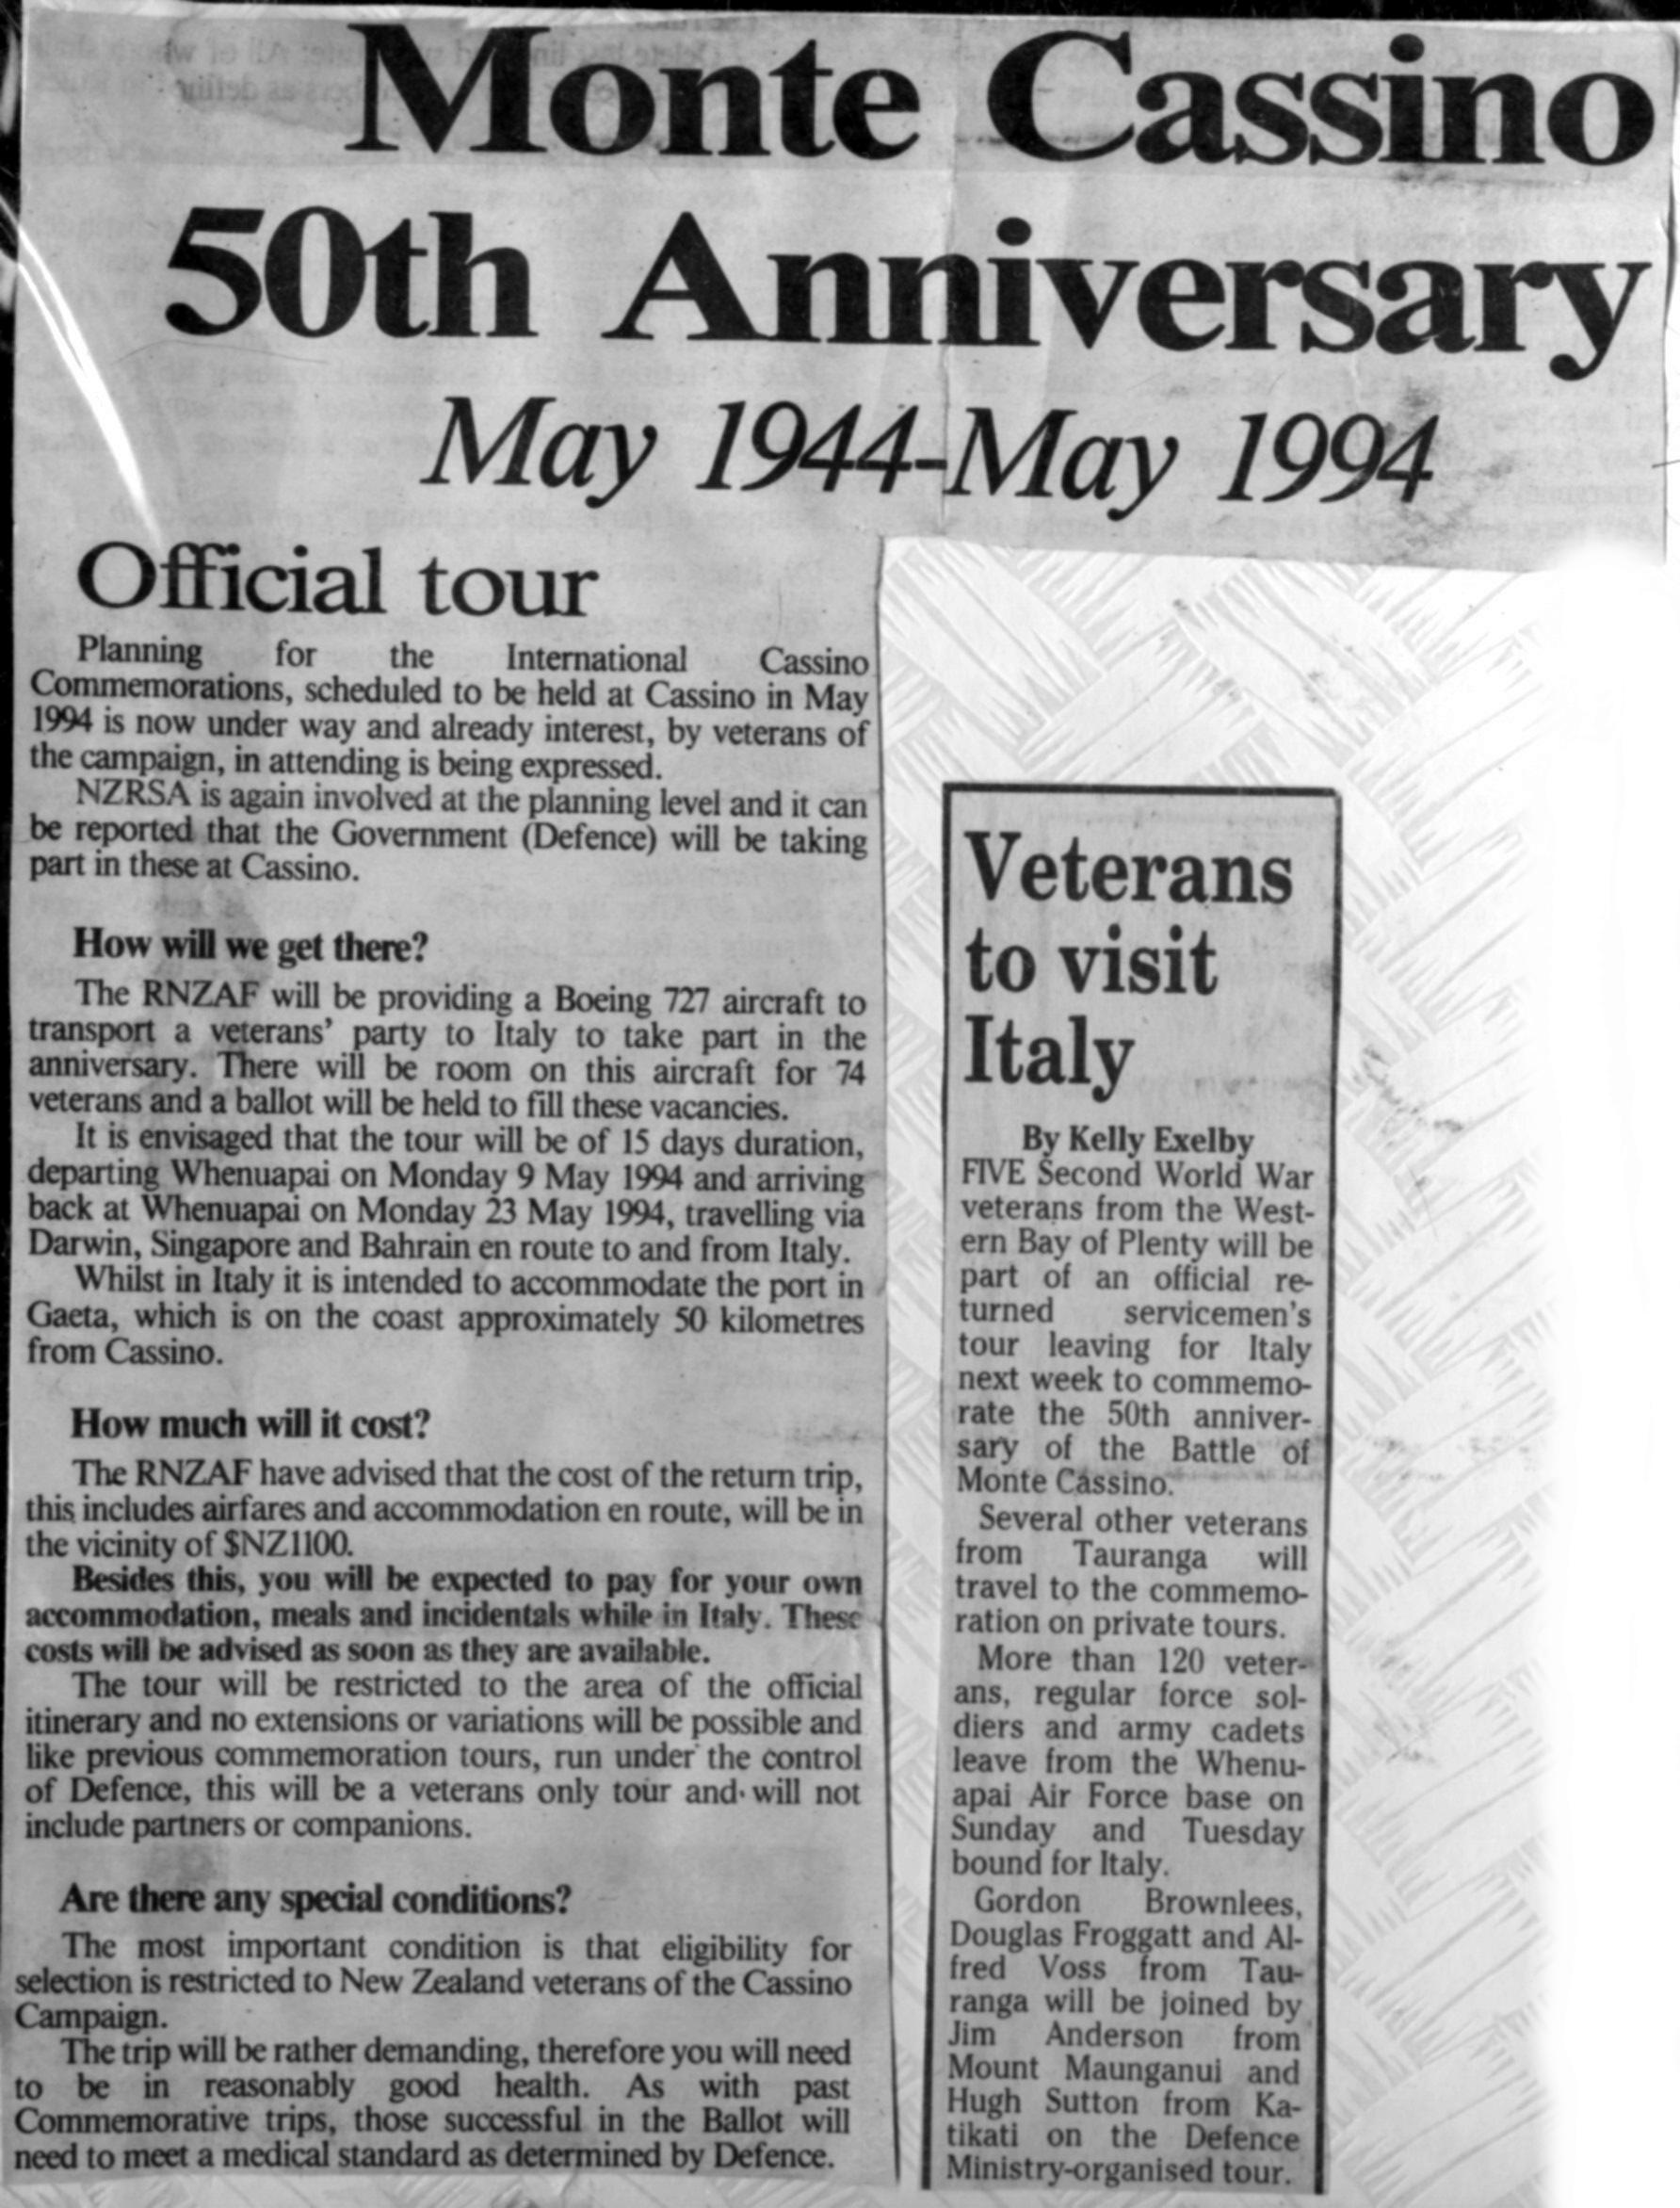 Monte Cassino
50th Anniversary
May 1944-May 1994
Official tour
Planning for the International Cassino
Commemorations, scheduled to be held at Cassino in May
1994 is now under way and already interest, by veterans of
the campaign, in attending is being expressed.
NZRSA is again involved at the planning level and it can
be reported that the Government (Defence) will be taking
part in these at Cassino.
How will we get there?
The RNZAF will be providing a Boeing 727 aircraft to
transport a veterans' party to Italy to take part in the
anniversary. There will be room on this aircraft for 74
veterans and a ballot will be held to fill these vacancies.
It is envisaged that the tour will be of 15 days duration,
departing Whenuapai on Monday 9 May 1994 and arriving
back at Whenuapai on Monday 23 May 1994, travelling via
Darwin, Singapore and Bahrain en route to and from Italy.
Whilst in Italy it is intended to accommodate the port in
Gaeta, which is on the coast approximately 50 kilometres
from Cassino.
How much will it cost?
The RNZAF have advised that the cost of the return trip,
this includes airfares and accommodation en route, will be in
the vicinity of $NZ1100.
Besides this, you will be expected to pay for your own
accommodation, meals and incidentals while in Italy. These
costs will be advised as soon as they are available.
The tour will be restricted to the area of the official
itinerary and no extensions or variations will be possible and
like previous commemoration tours, run under the control
of Defence, this will be a veterans only tour and will not
include partners or companions.
Are there any special conditions?
The most important condition is that eligibility for
selection is restricted to New Zealand veterans of the Cassino
Campaign.
The trip will be rather demanding, therefore you will need
to be in reasonably good health. As with past
Commemorative trips, those successful in the Ballot will
need to meet a medical standard as determined by Defence.
Veterans
to visit
Italy
By Kelly Exelby
FIVE Second World War
veterans from the West-
ern Bay of Plenty will be
part of an official re-
turned servicemen's
tour leaving for Italy
next week to commemo-
rate the 50th anniver-
sary of the Battle of
Monte Cassino.
Several other veterans
from Tauranga will
travel to the commemo-
ration on private tours.
More than 120 veter-
ans, regular force sol-
diers and army cadets
leave from the Whenu-
apai Air Force base on
Sunday and Tuesday
bound for Italy.
Gordon Brownlees,
Douglas Froggatt and Al-
fred Voss from Tau-
ranga will be joined by
Jim Anderson from
Mount Maunganui and
Hugh Sutton from Ka-
tikati on the Defence
Ministry-organised tour.